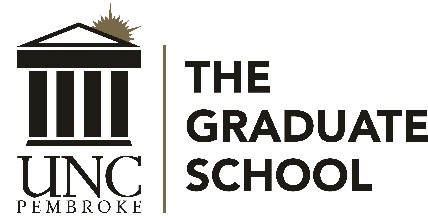 UNC
PEMBROKE
THE
GRADUATE
SCHOOL